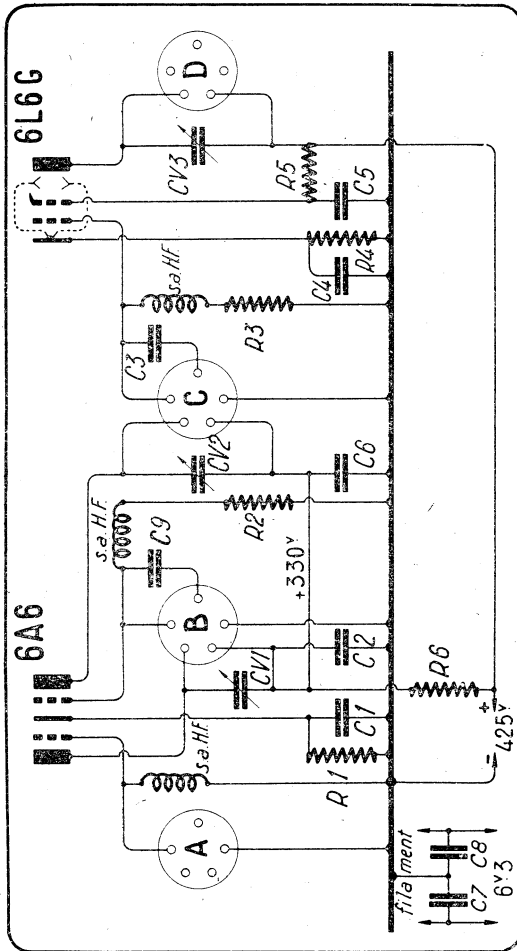 6A6
6L6G
A
B
C
D
s.a.H.F.
s.a.H.F.
s.a.H.F.
CV1
CV2
CV3
C9
C3
R1
C1
C2
R2
C6
R3
C4
R4
R5
C5
+330V
R6
+
-
425V
filament
C7
C8
6V3